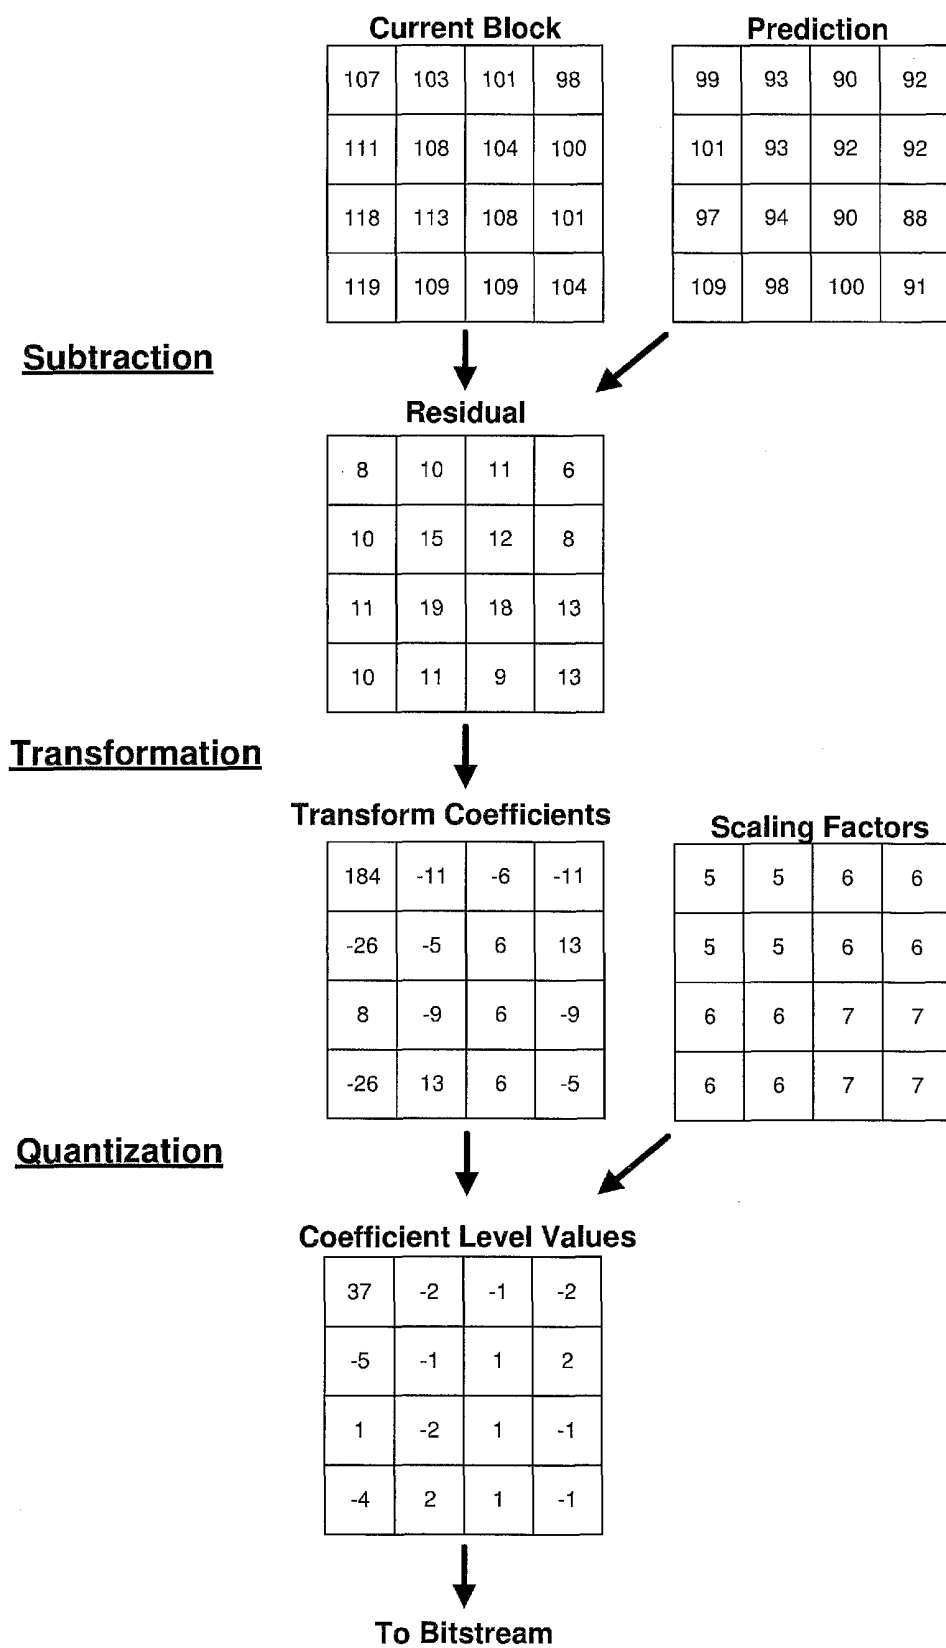 Current Block Prediction
107 103 101 98 99 93 90 92
111 108 104 100 101 93 92 92
118 113 108 101 97 94 90 88
119 109 109 104 109 98 100 91
Subtraction
Residual
8 10 11 6
10 15 12 8
11 19 18 13
10 11 9 13
Transformation
Transform Coefficients Scaling Factors
184 -11 -6 -11 5 5 6 6
-26 -5 6 13 5 5 6 6
8 -9 6 -9 6 6 7 7
-26 13 6 -5 6 6 7 7
Quantization
Coefficient Level Values
37 -2 -1 -2
-5 -1 1 2
1 -2 1 -1
-4 2 1 -1
To Bitstream